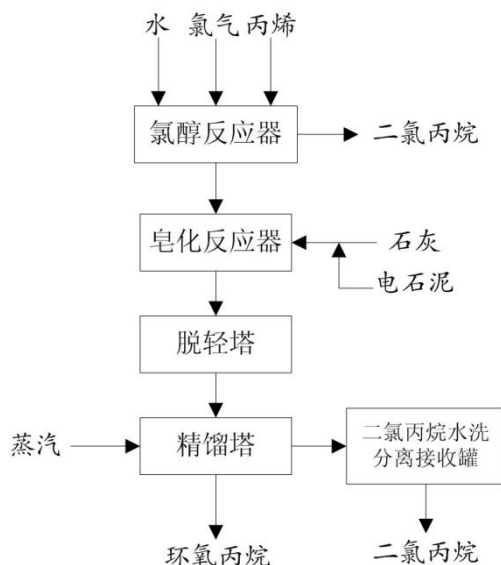 水 氯气 丙烯
氯醇反应器
二氯丙烷
皂化反应器
石灰
电石泥
脱轻塔
蒸汽
精馏塔
二氯丙烷水洗
分离接收罐
环氧丙烷
二氯丙烷